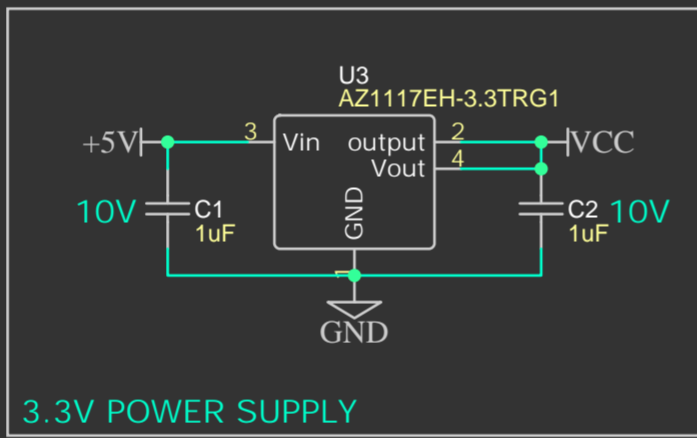 U3
AZ1117EH-3.3TRG1
+5V
3
Vin
output
2
VCC
Vout
4
GND
10V
C1
1uF
C2
10V
1uF
1
GND
3.3V POWER SUPPLY